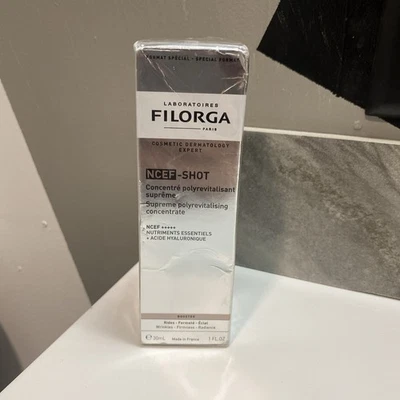 FORMAT SPÉCIAL - SPECIAL FORMAT
LABORATOIRES
FILORGA
PARIS
COSMETIC DERMATOLOGY
EXPERT
NCEF-SHOT
Concentré polyrevitalisant
suprême
Supreme polyrevitalising
concentrate
NCEF +++++
NUTRIMENTS ESSENTIELS
+ ACIDE HYALURONIQUE
BOOSTER
Rides - Fermeté - Éclat
Wrinkles - Firmness - Radiance
℮ 30mL Made in France 1 FL.OZ